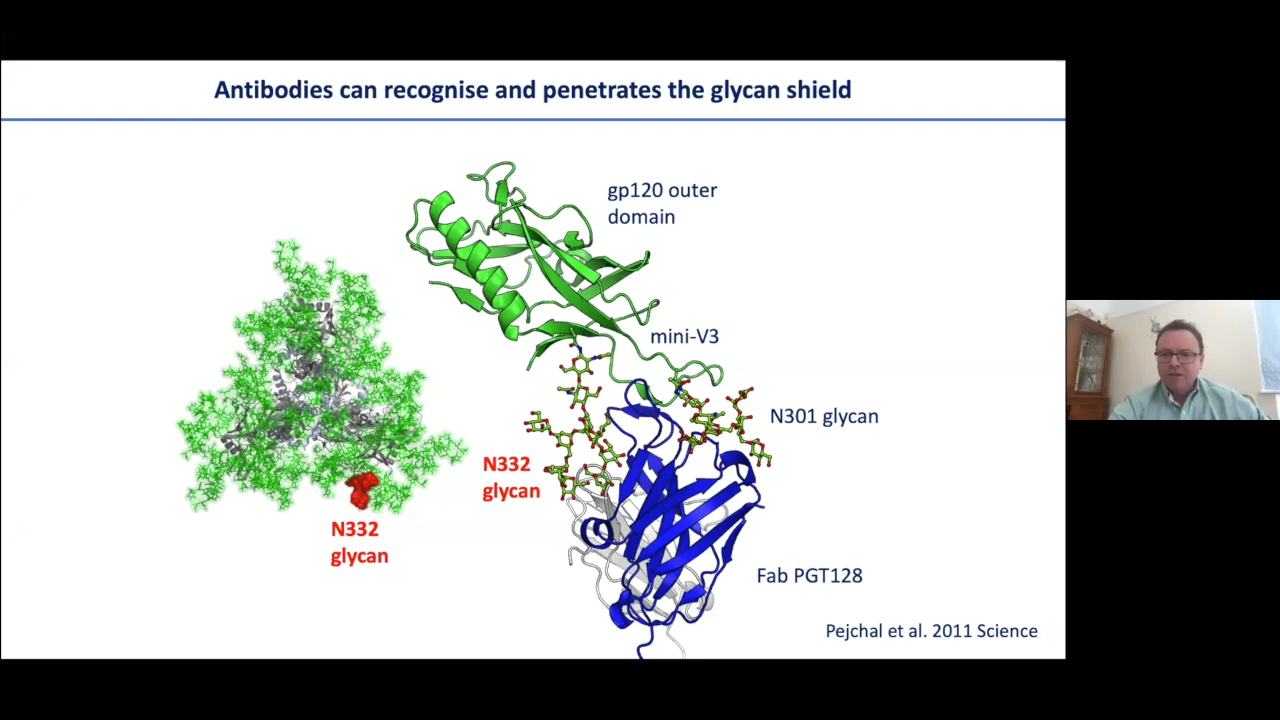 Antibodies can recognise and penetrates the glycan shield
gp120 outer
domain
mini-V3
N301 glycan
N332
glycan
N332
glycan
Fab PGT128
Pejchal et al. 2011 Science